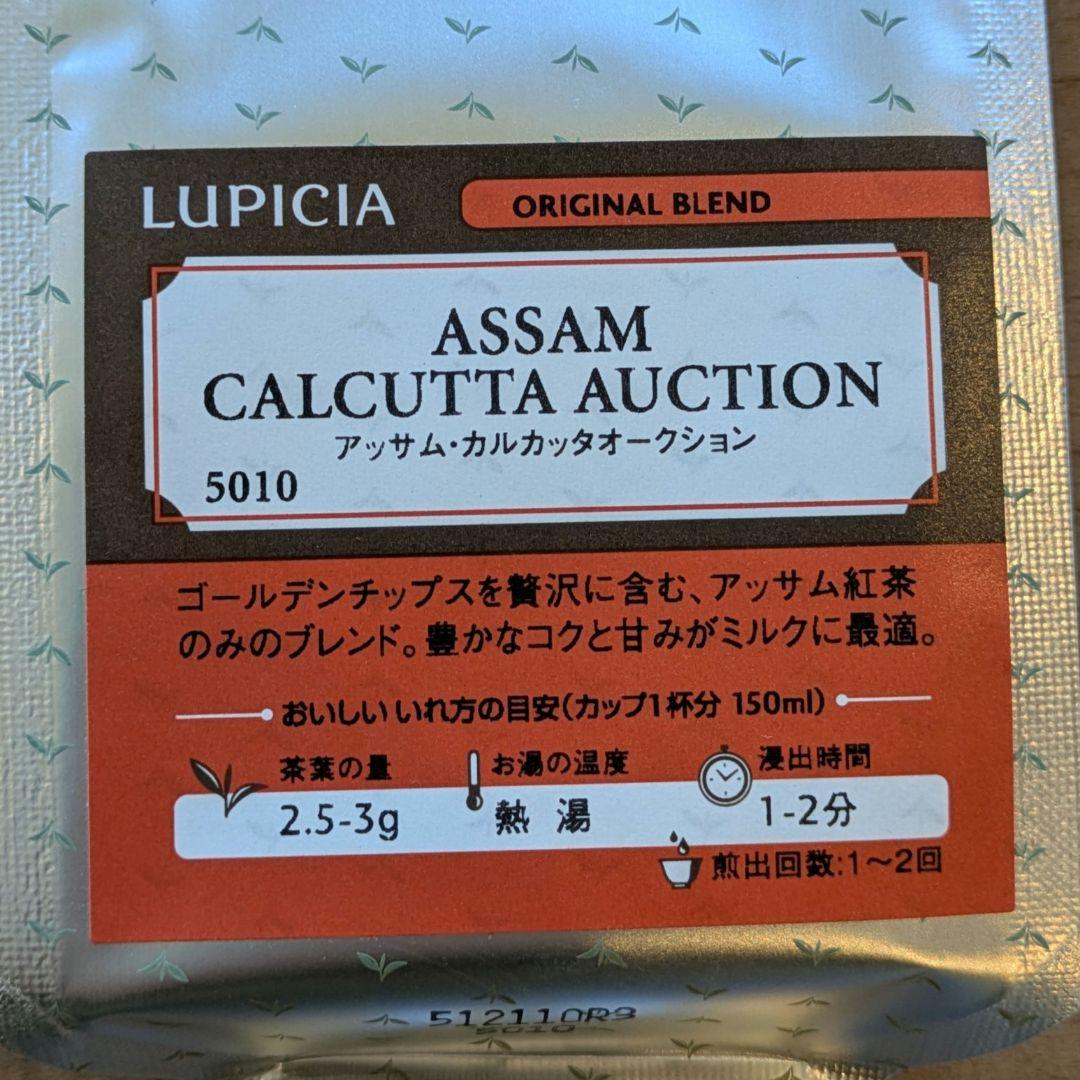 LUPICIA
ORIGINAL BLEND
ASSAM
CALCUTTA AUCTION
アッサム・カルカッタオークション
5010
ゴールデンチップスを贅沢に含む、アッサム紅茶
のみのブレンド。豊かなコクと甘みがミルクに最適。
おいしいいれ方の目安(カップ1杯分 150ml)
茶葉の量
お湯の温度
浸出時間
2.5-3g
熱湯
1-2分
煎出回数:1〜2回
512110R9
5010